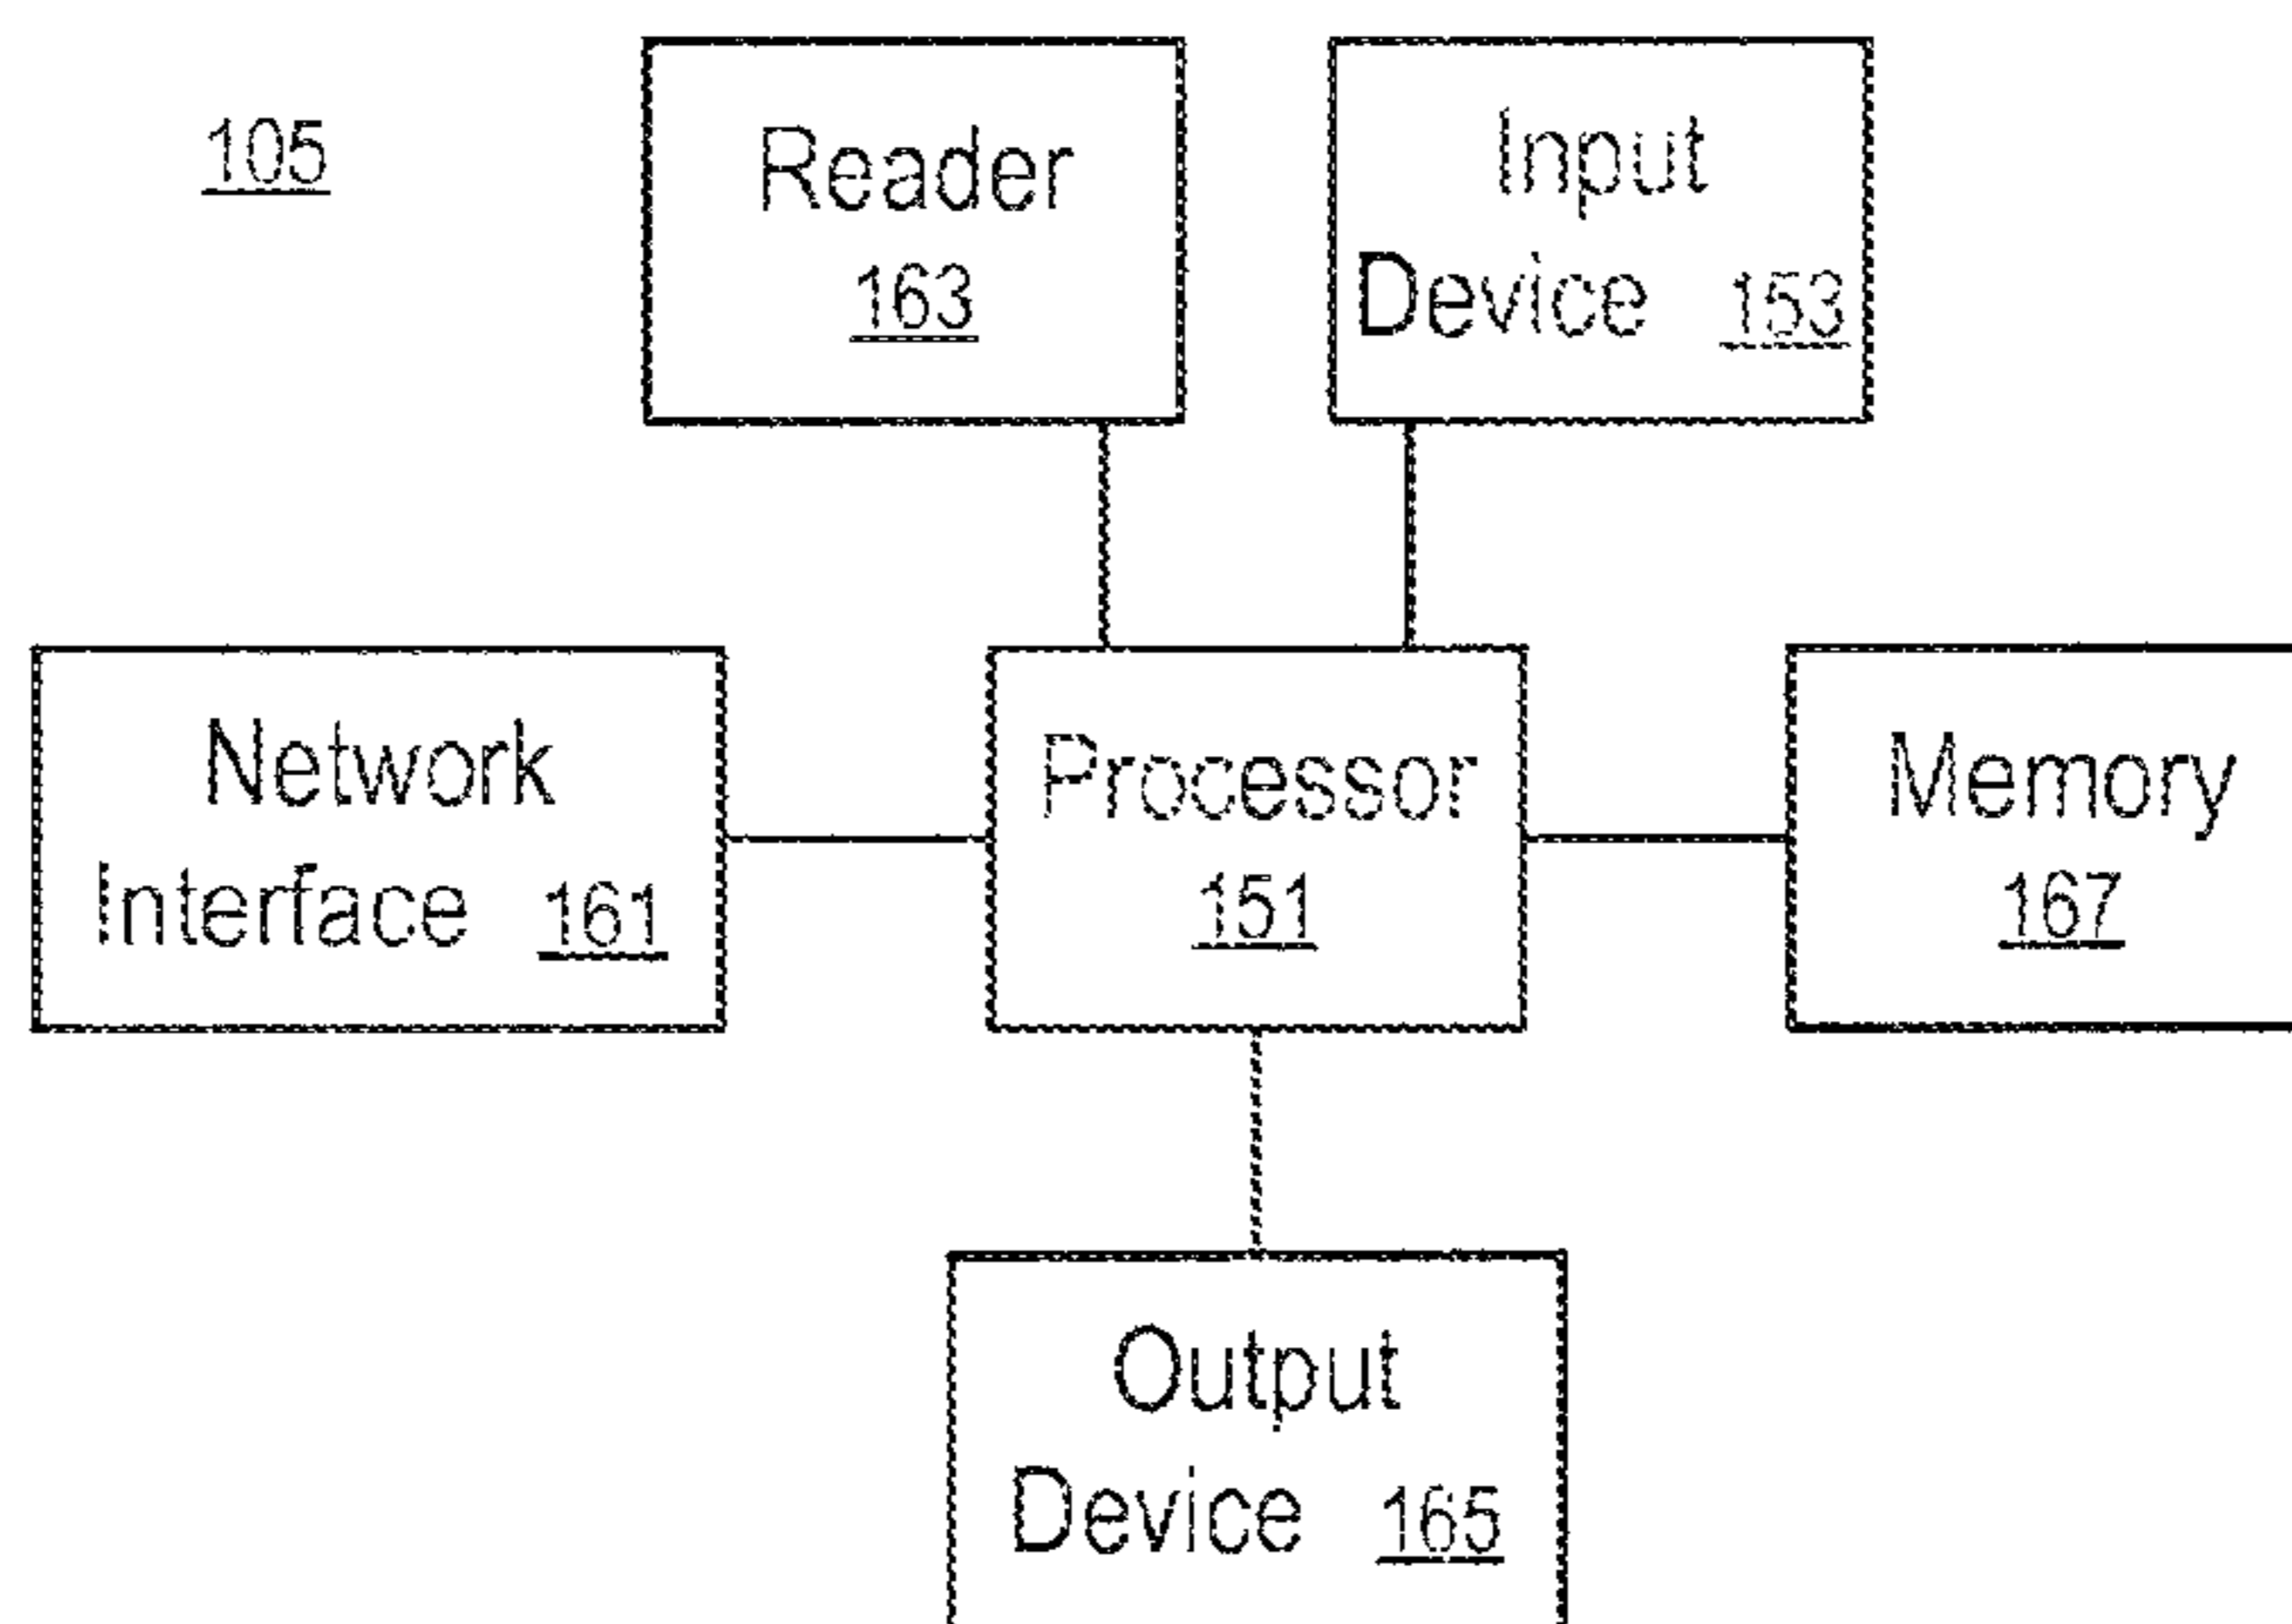 105
Reader
163
Input
Device 153
Network
Interface 161
Processor
151
Memory
167
Output
Device 165